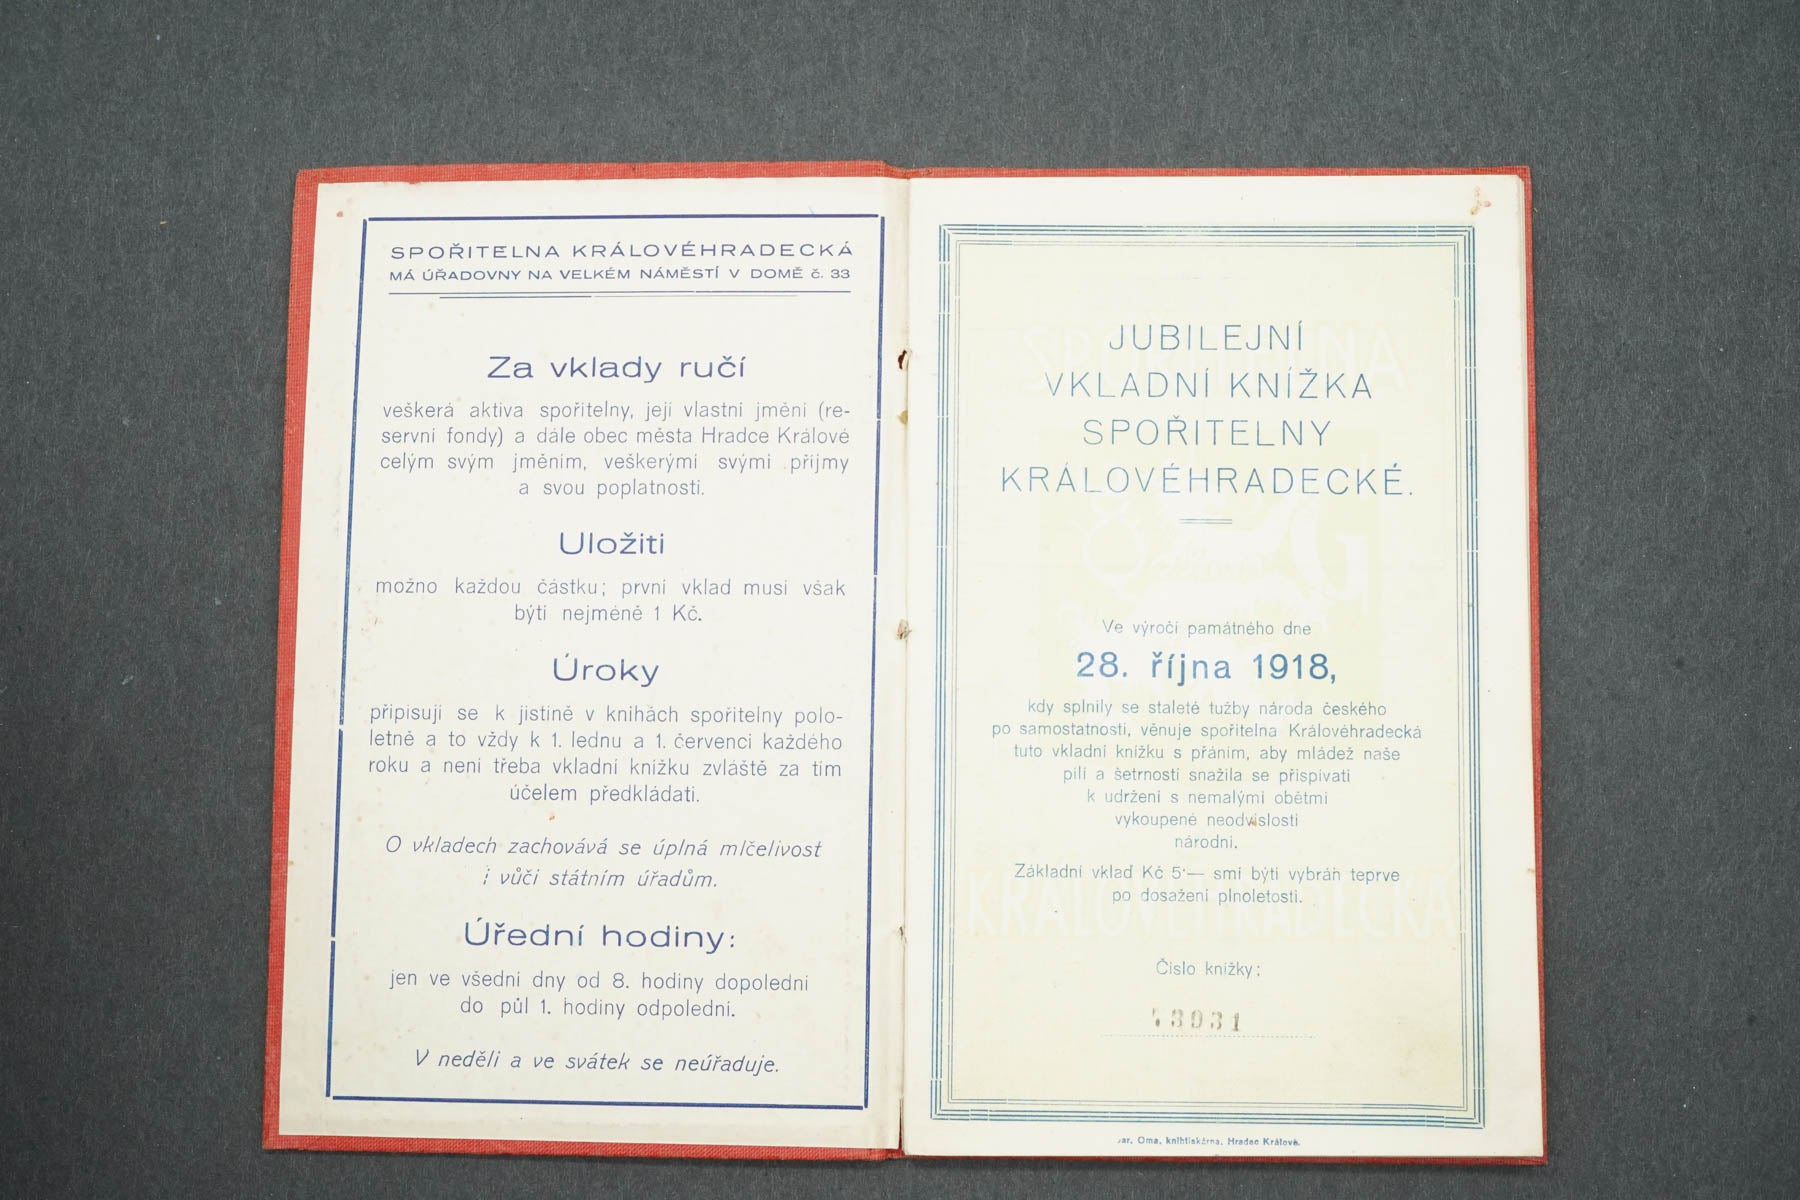 SPOŘITELNA KRÁLOVÉHRADECKÁ
MÁ ÚŘADOVNY NA VELKÉM NÁMĚSTÍ V DOMĚ č. 33
Za vklady ručí
veškerá aktiva spořitelny, její vlastní jmění (re-
servní fondy) a dále obec města Hradce Králové
celým svým jměním, veškerými svými příjmy
a svou poplatností.
Uložiti
možno každou částku; první vklad musí však
býti nejméně 1 Kč.
Úroky
připisují se k jistině v knihách spořitelny polo-
letně a to vždy k 1. lednu a 1. červenci každého
roku a není třeba vkladní knížku zvláště za tím
účelem předkládati.
O vkladech zachovává se úplná mlčelivost
i vůči státním úřadům.
Úřední hodiny:
jen ve všední dny od 8. hodiny dopolední
do půl 1. hodiny odpolední.
V neděli a ve svátek se neúřaduje.
JUBILEJNÍ
VKLADNÍ KNÍŽKA
SPOŘITELNY
KRÁLOVÉHRADECKÉ.
Ve výročí památného dne
28. října 1918,
kdy splnily se staleté tužby národa českého
po samostatnosti, věnuje spořitelna Královéhradecká
tuto vkladní knížku s přáním, aby mládež naše
pílí a šetrností snažila se přispívati
k udržení s nemalými obětmi
vykoupené neodvislosti
národní.
Základní vklad Kč 5·— smí býti vybrán teprve
po dosažení plnoletosti.
SPOŘITELNA
KRÁLOVÉHRADECKÁ
Číslo knížky:
73931
Oma, knihtiskárna, Hradec Králové.